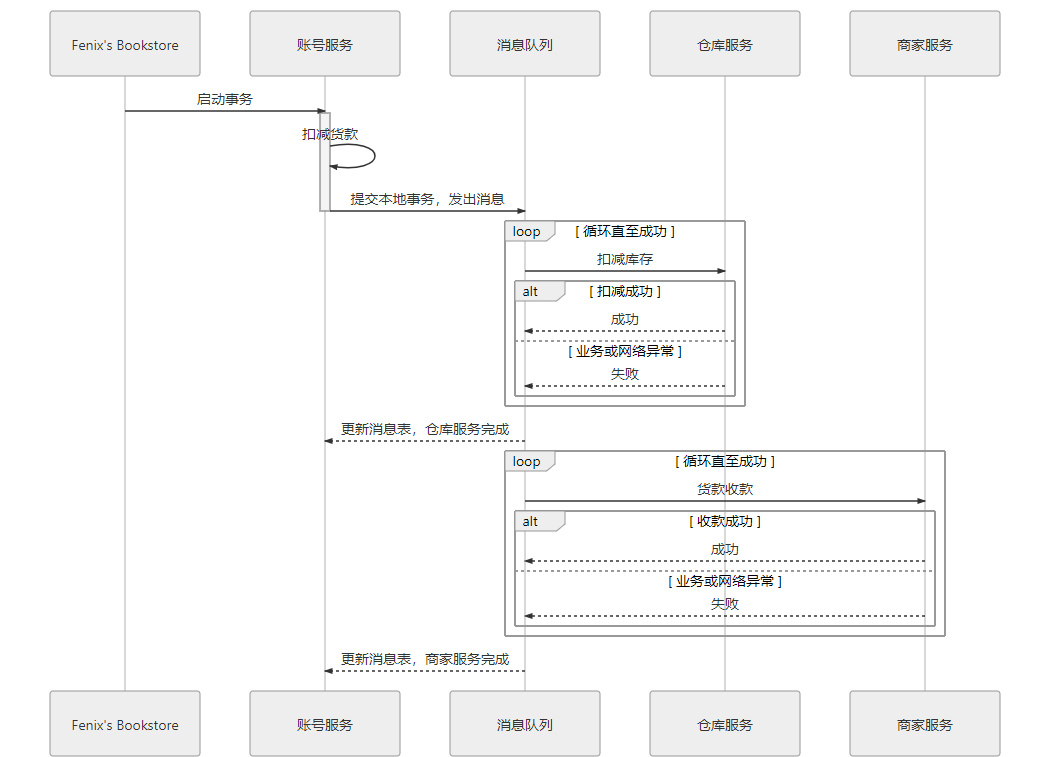 Fenix's Bookstore
账号服务
消息队列
仓库服务
商家服务
启动事务
扣减货款
提交本地事务，发出消息
loop
[ 循环直至成功 ]
扣减库存
alt
[ 扣减成功 ]
成功
[ 业务或网络异常 ]
失败
更新消息表，仓库服务完成
loop
[ 循环直至成功 ]
货款收款
alt
[ 收款成功 ]
成功
[ 业务或网络异常 ]
失败
更新消息表，商家服务完成
Fenix's Bookstore
账号服务
消息队列
仓库服务
商家服务